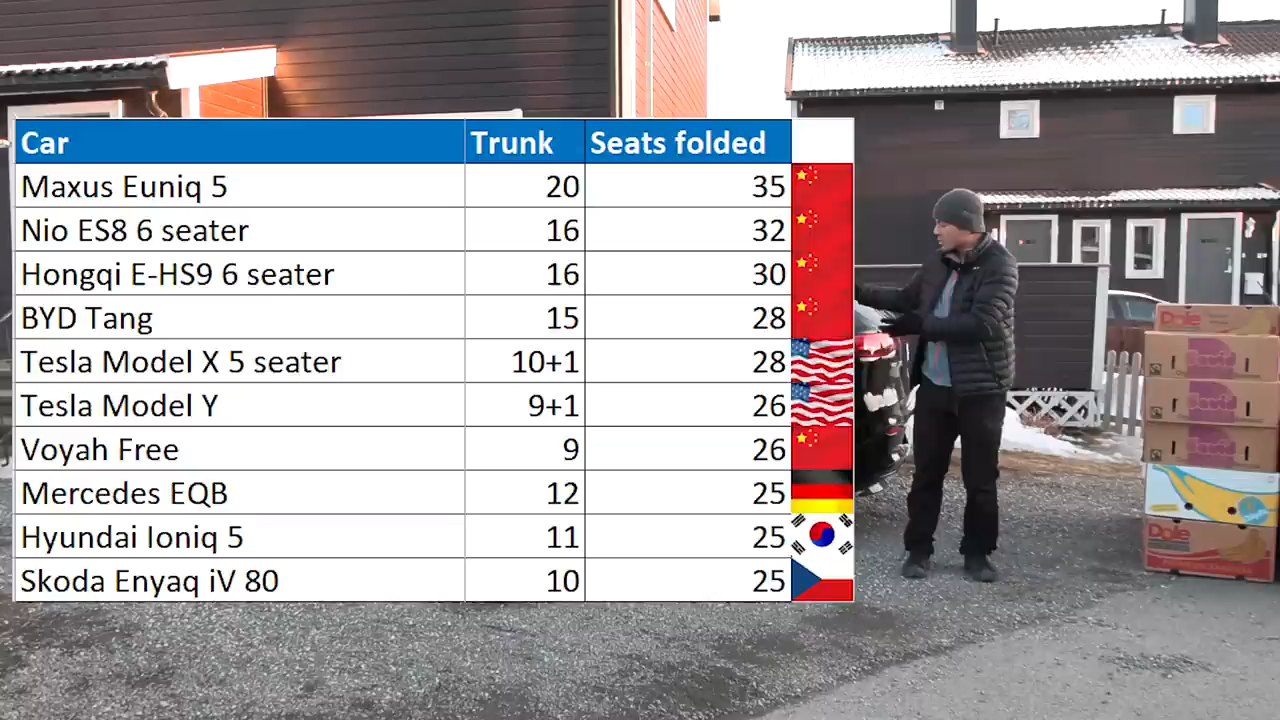 Car Trunk Seats folded
Maxus Euniq 5 20 35
Nio ES8 6 seater 16 32
Hongqi E-HS9 6 seater 16 30
BYD Tang 15 28
Tesla Model X 5 seater 10+1 28
Tesla Model Y 9+1 26
Voyah Free 9 26
Mercedes EQB 12 25
Hyundai Ioniq 5 11 25
Skoda Enyaq iV 80 10 25
Dole
Dole